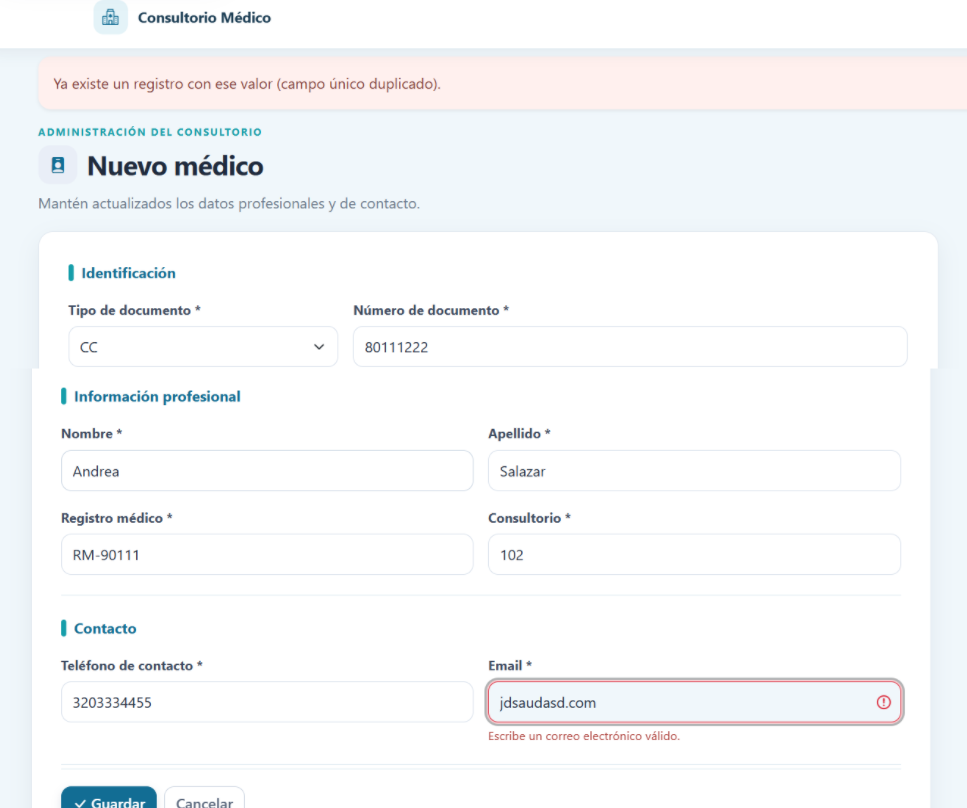 Consultorio Médico
Ya existe un registro con ese valor (campo único duplicado).
ADMINISTRACIÓN DEL CONSULTORIO
Nuevo médico
Mantén actualizados los datos profesionales y de contacto.
Identificación
Tipo de documento * Número de documento *
CC 80111222
Información profesional
Nombre * Apellido *
Andrea Salazar
Registro médico * Consultorio *
RM-90111 102
Contacto
Teléfono de contacto * Email *
3203334455 jdsaudasd.com
Escribe un correo electrónico válido.
Guardar Cancelar